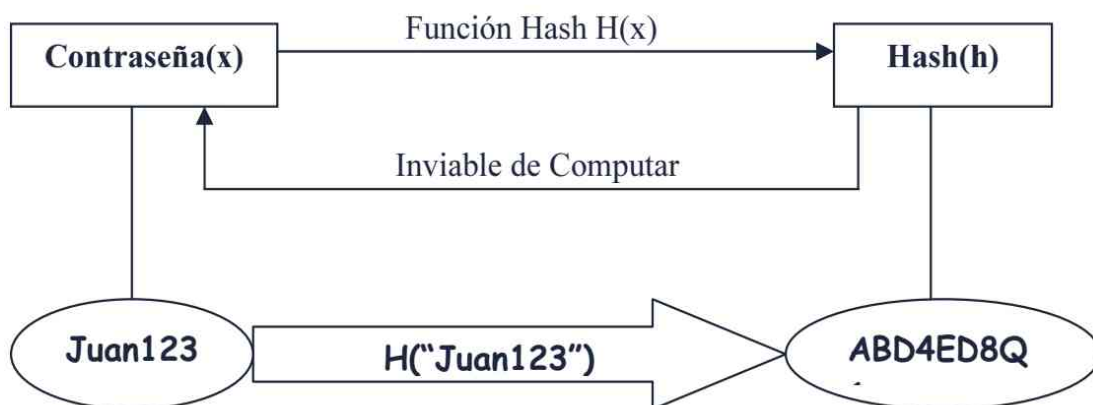 Función Hash H(x)
Contraseña(x)
Hash(h)
Inviable de Computar
Juan123
H(“Juan123”)
ABD4ED8Q